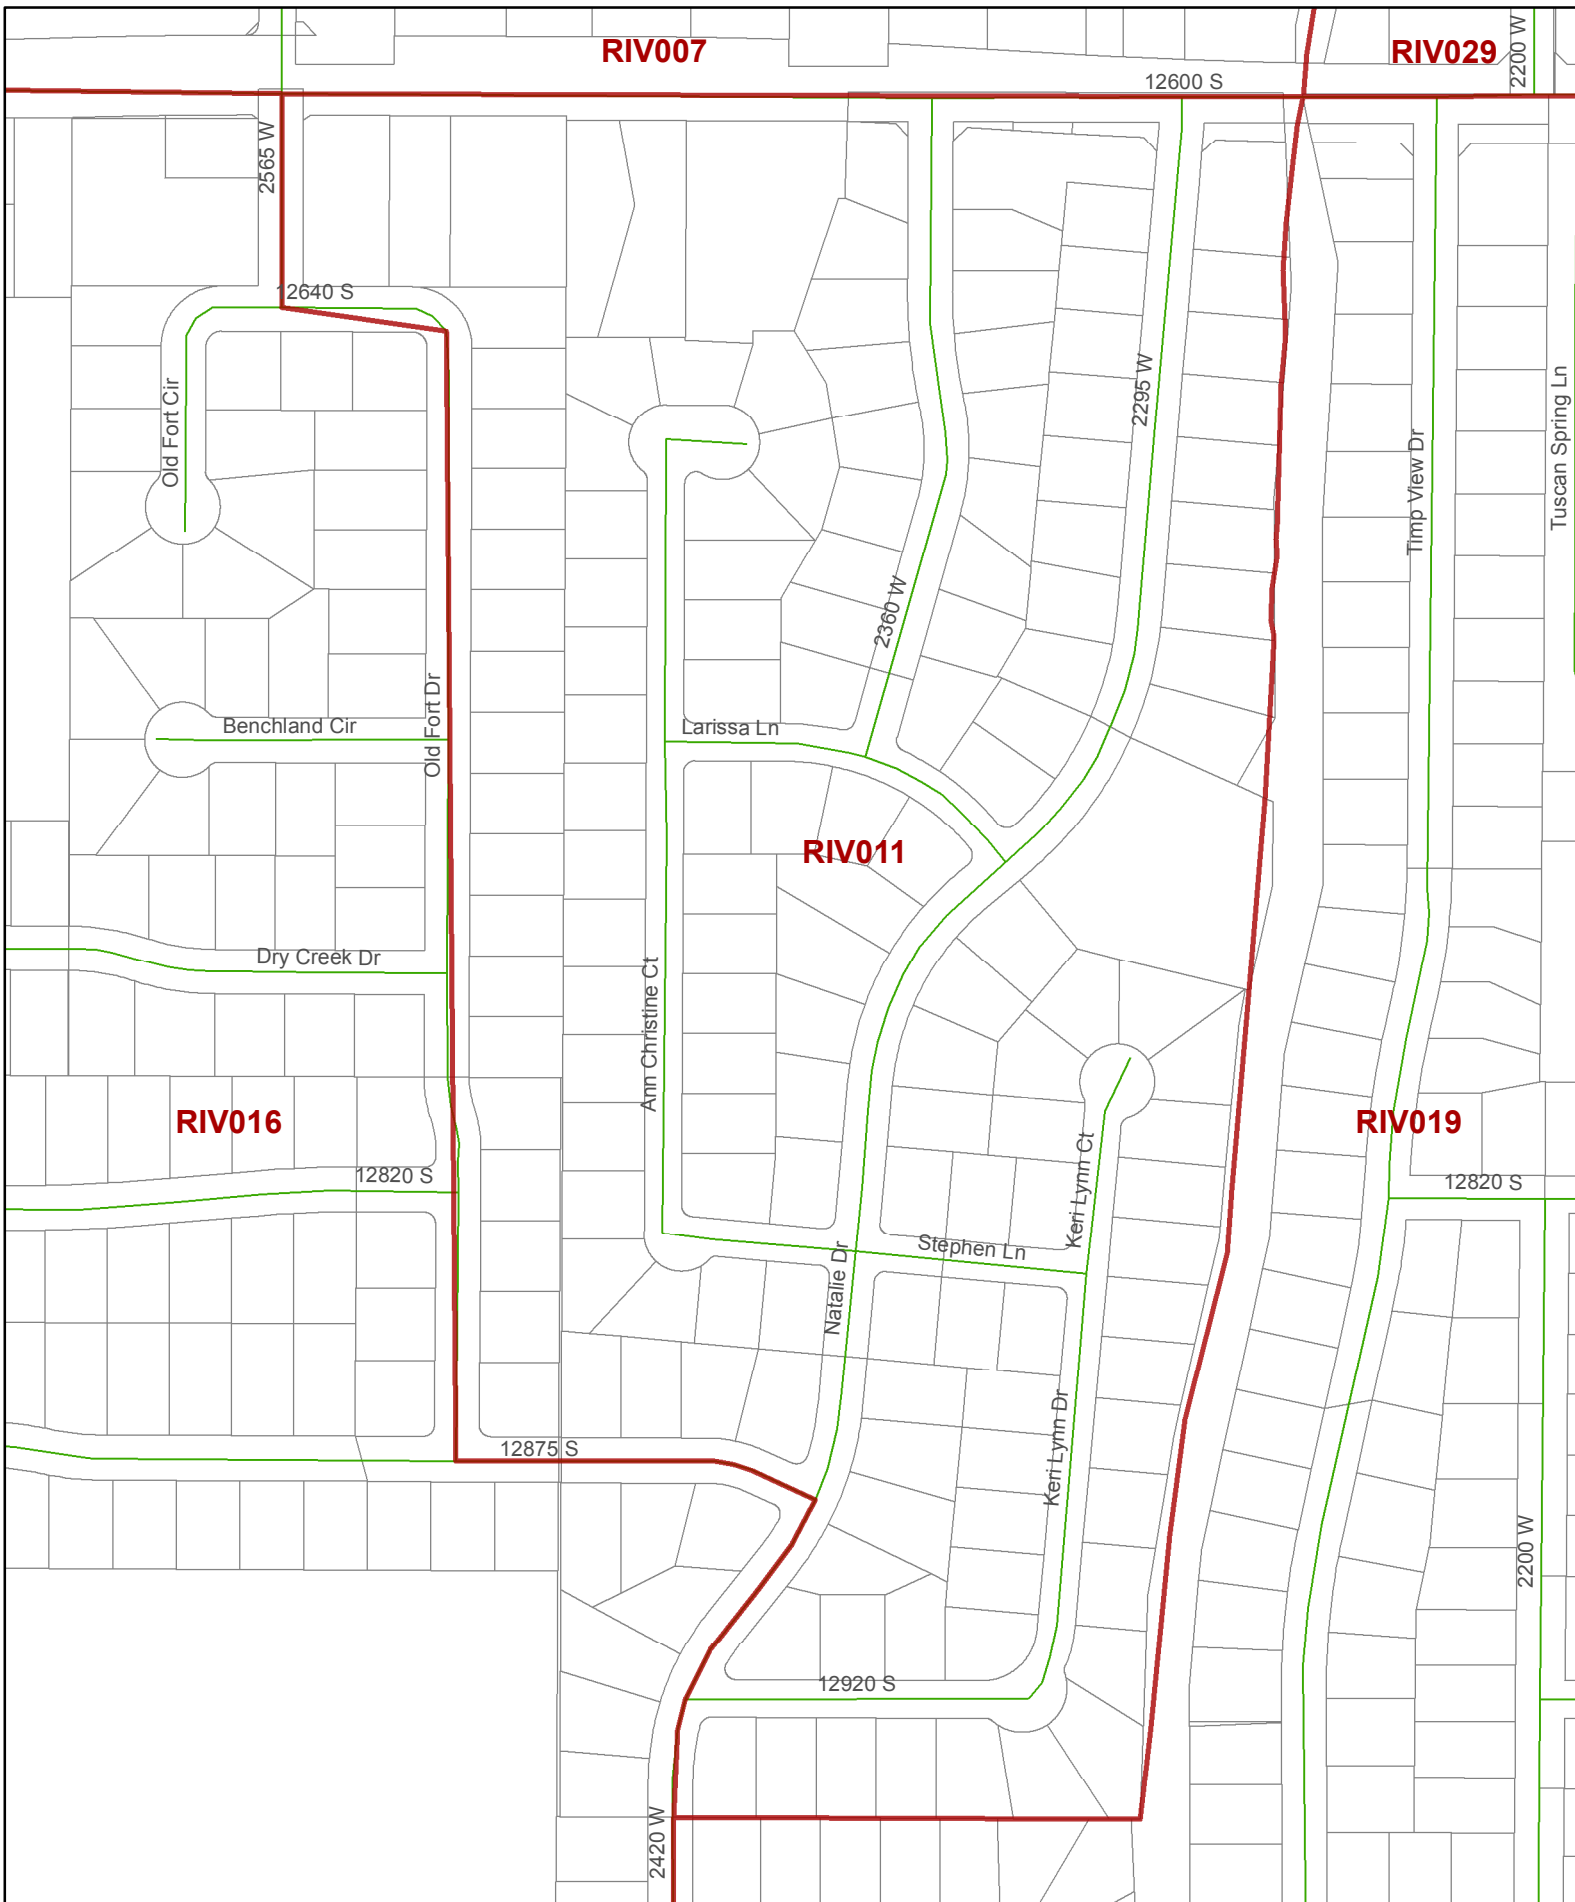 RIV007
RIV029
2200 W
12600 S
2565 W
12640 S
Old Fort Cir
2295 W
Tuscan Spring Ln
Timp View Dr
2360 W
Old Fort Dr
Benchland Cir
Larissa Ln
RIV011
Dry Creek Dr
Ann Christine Ct
RIV016
RIV019
12820 S
12820 S
Keri Lynn Ct
Stephen Ln
Natalie Dr
Keri Lynn Dr
12875 S
2200 W
12920 S
2420 W